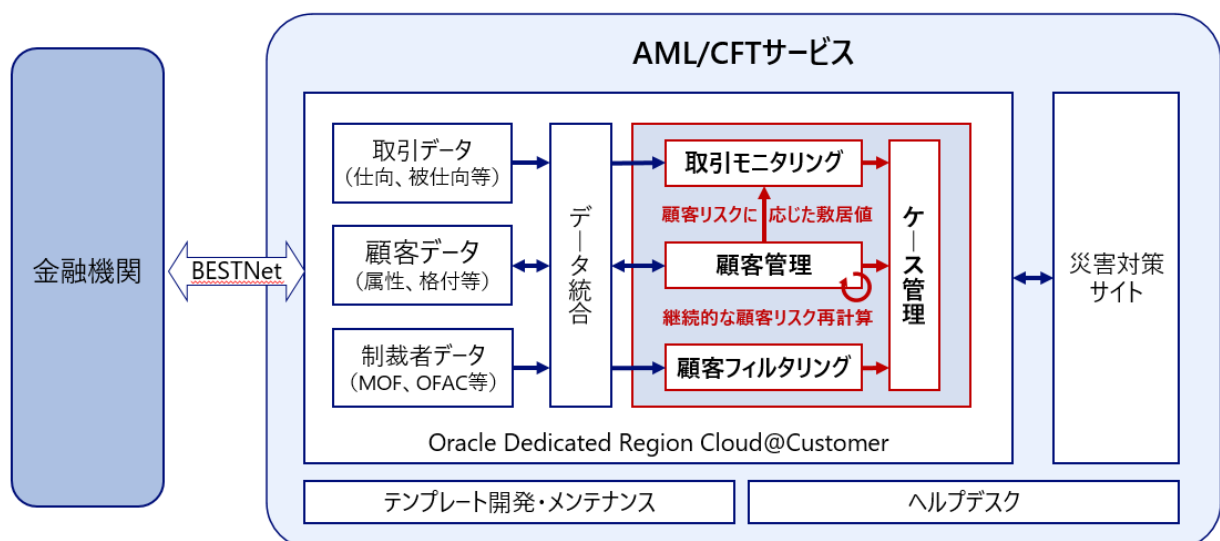 AML/CFTサービス
金融機関
BESTNet
取引データ
（仕向、被仕向等）
顧客データ
（属性、格付等）
制裁者データ
（MOF、OFAC等）
データ統合
取引モニタリング
顧客リスクに 応じた敷居値
顧客管理
継続的な顧客リスク再計算
顧客フィルタリング
ケース管理
Oracle Dedicated Region Cloud@Customer
災害対策
サイト
テンプレート開発・メンテナンス
ヘルプデスク